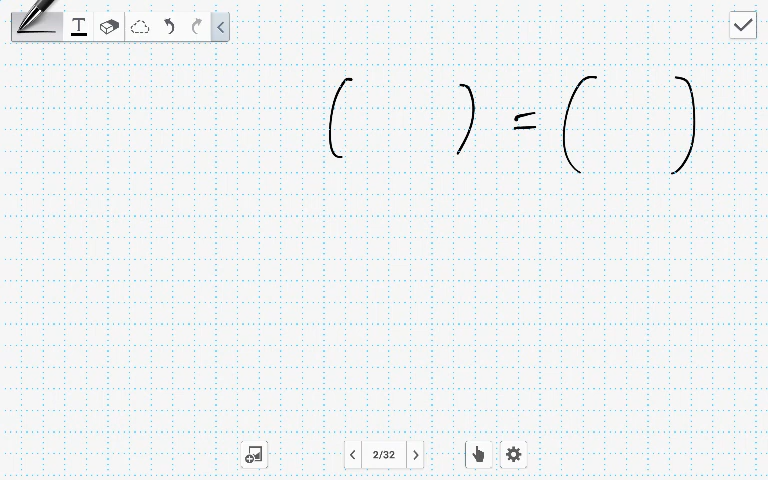 T
( ) = ( )
2/32